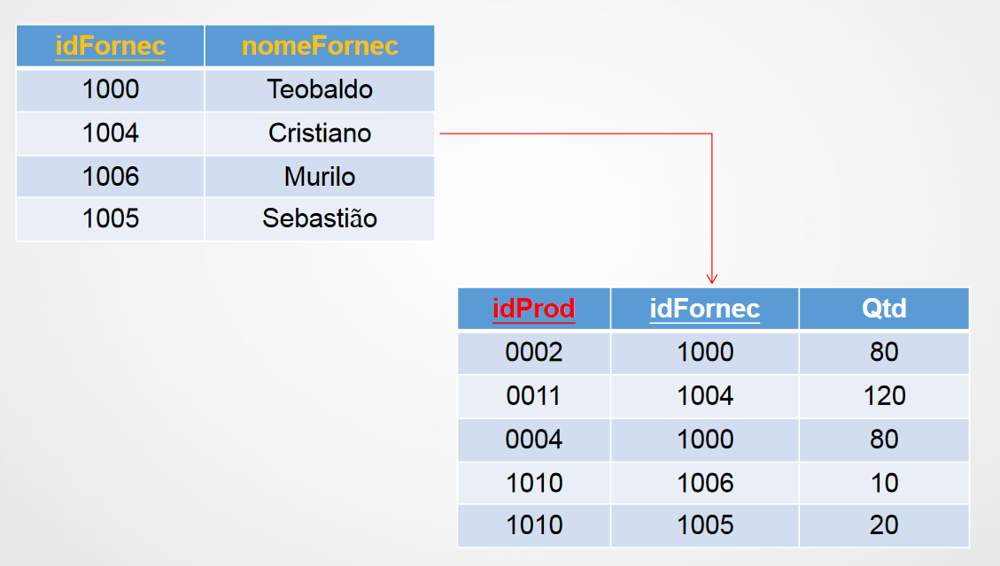 idFornec nomeFornec
1000 Teobaldo
1004 Cristiano
1006 Murilo
1005 Sebastião
idProd idFornec Qtd
0002 1000 80
0011 1004 120
0004 1000 80
1010 1006 10
1010 1005 20